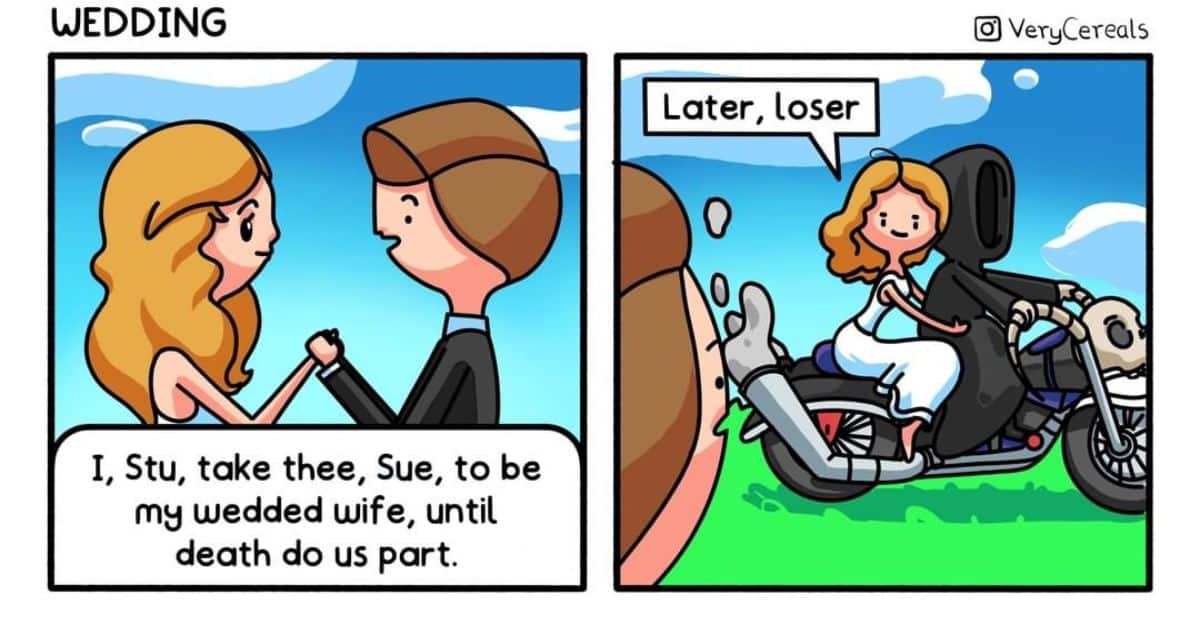 WEDDING
VeryCereals
I, Stu, take thee, Sue, to be
my wedded wife, until
death do us part.
Later, loser